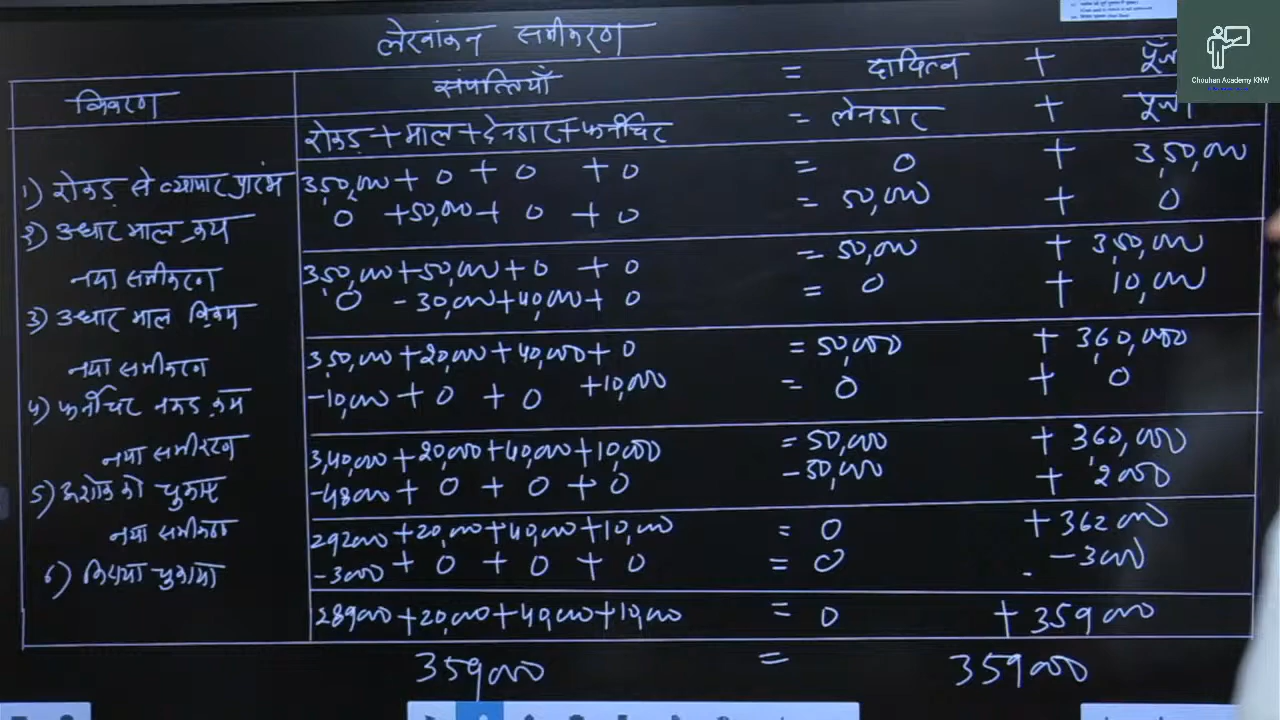 लेखांकन समीकरण
विवरण संपत्तियाँ = दायित्व +
रोकड़ + माल + देनदार + फर्नीचर = लेनदार + पूंजी
1) रोकड़ से व्यापार प्रारंभ 3,50,000 + 0 + 0 + 0 = 0 + 3,50,000
2) उधार माल क्रय 0 + 50,000 + 0 + 0 = 50,000 + 0
नया समीकरण 3,50,000 + 50,000 + 0 + 0 = 50,000 + 3,50,000
3) उधार माल विक्रय 0 - 30,000 + 40,000 + 0 = 0 + 10,000
नया समीकरण 3,50,000 + 20,000 + 40,000 + 0 = 50,000 + 3,60,000
4) फर्नीचर नकद क्रय -10,000 + 0 + 0 + 10,000 = 0 + 0
नया समीकरण 3,40,000 + 20,000 + 40,000 + 10,000 = 50,000 + 3,60,000
5) अशोक को चुकाए -48000 + 0 + 0 + 0 -50,000 + 2000
नया समीकरण 292000 + 20,000 + 40,000 + 10,000 = 0 + 362000
6) किराया चुकाया -3000 + 0 + 0 + 0 = 0 -3000
289000 + 20,000 + 40,000 + 10,000 = 0 + 359000
359000 = 359000
Chouhan Academy KNW